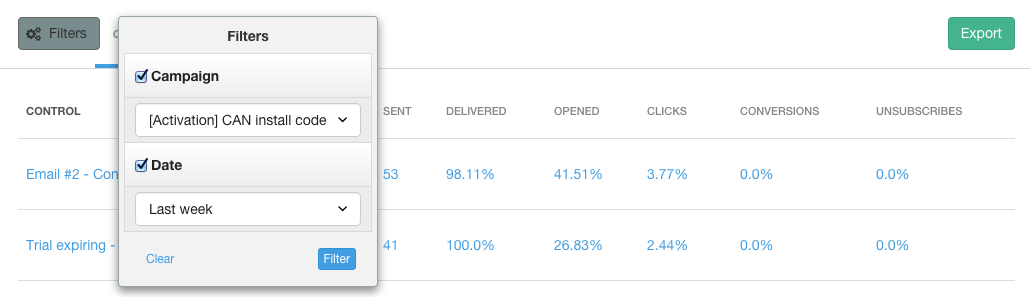 Filters
Export
Filters
Campaign
[Activation] CAN install code
Date
Last week
Clear
Filter
CONTROL SENT DELIVERED OPENED CLICKS CONVERSIONS UNSUBSCRIBES
Email #2 - Con 53 98.11% 41.51% 3.77% 0.0% 0.0%
Trial expiring - 41 100.0% 26.83% 2.44% 0.0% 0.0%